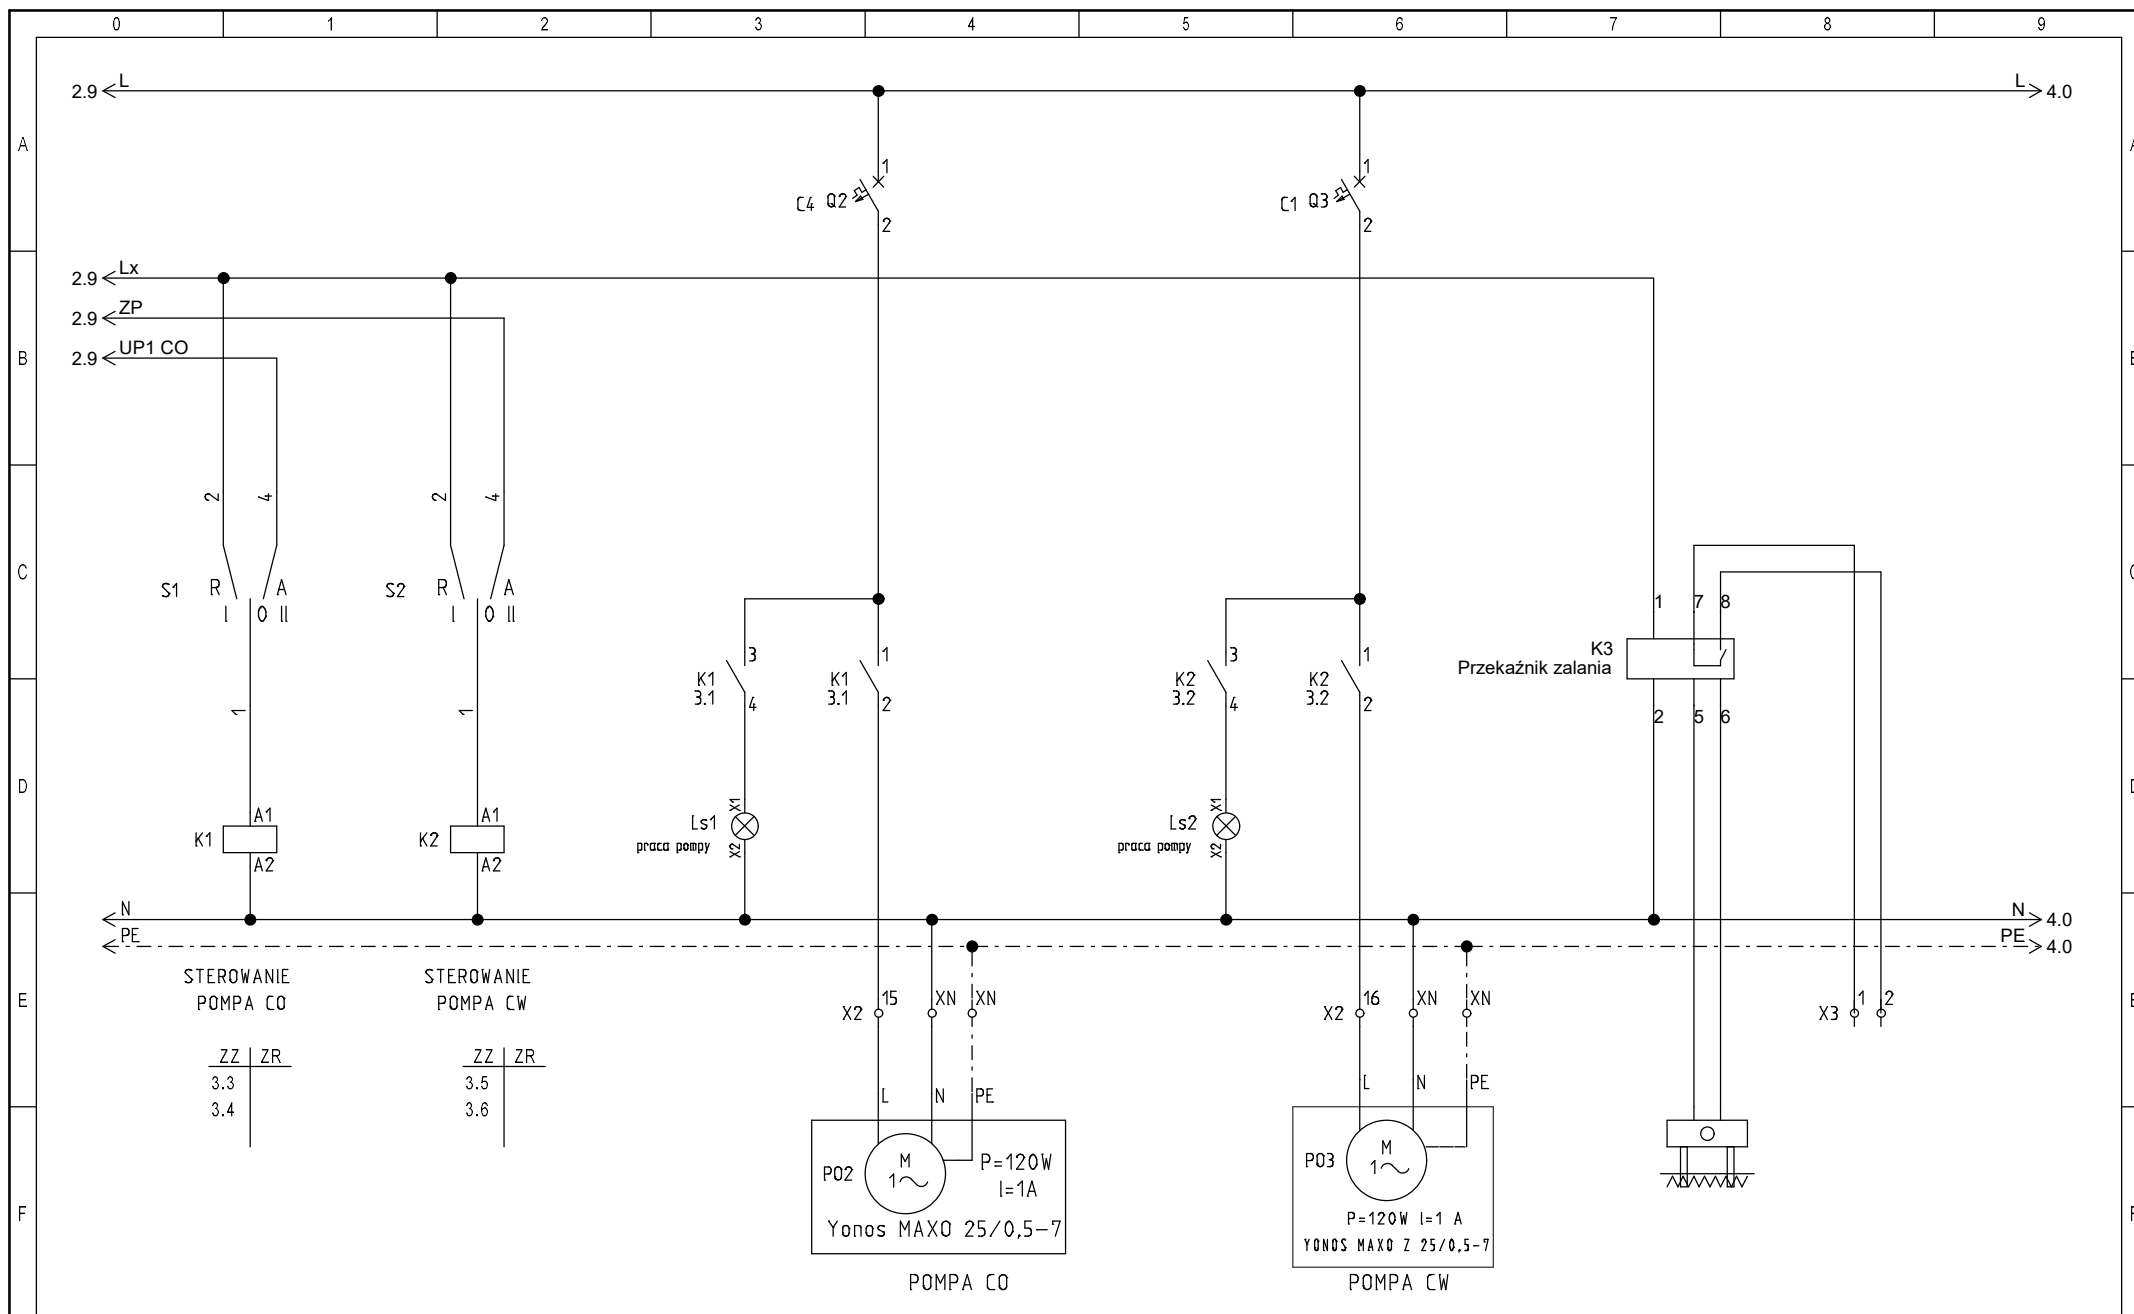 0 1 2 3 4 5 6 7 8 9
L
2.9
L
4.0
A
1
C4 Q2
2
1
C1 Q3
2
Lx
2.9
ZP
2.9
UP1 CO
2.9
B
2 4
2 4
C
S1 R A
I 0 II
S2 R A
I 0 II
1 7 8
K3
Przekaźnik zalania
2 5 6
3
K1
3.1
4
1
K1
3.1
2
3
K2
3.2
4
1
K2
3.2
2
1
1
D
A1
K1
A2
A1
K2
A2
X1
Ls1
praca pompy
X2
X1
Ls2
praca pompy
X2
N
N
4.0
PE
PE
4.0
E
STEROWANIE
POMPA CO
STEROWANIE
POMPA CW
ZZ ZR
3.3
3.4
ZZ ZR
3.5
3.6
15 XN XN
X2
16 XN XN
X2
1 2
X3
L N PE
L N PE
F
M
1
PO2
P=120W
I=1A
Yonos MAXO 25/0,5-7
POMPA CO
M
1
PO3
P=120W I=1 A
YONOS MAXO Z 25/0,5-7
POMPA CW